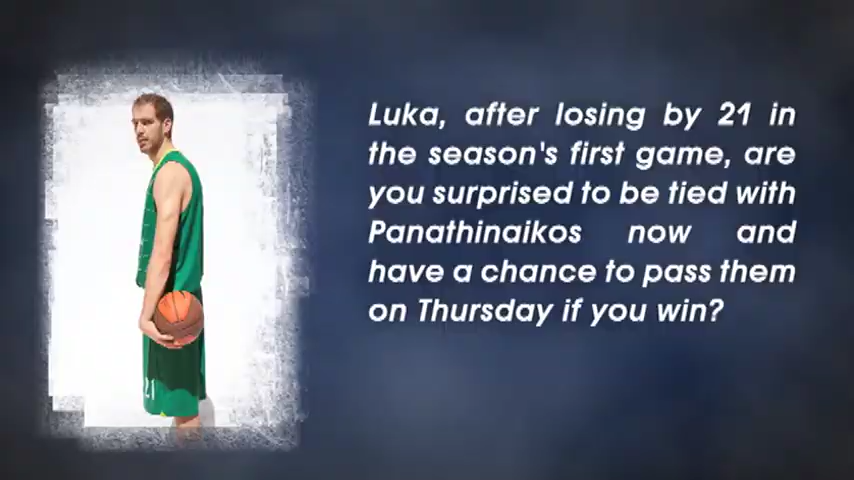 Luka, after losing by 21 in
the season's first game, are
you surprised to be tied with
Panathinaikos now and
have a chance to pass them
on Thursday if you win?
21